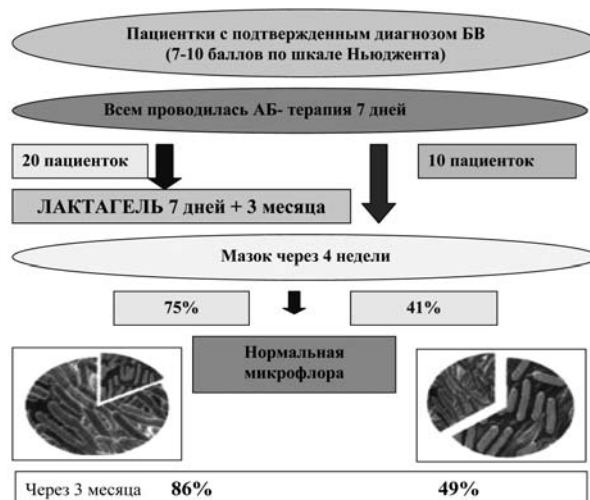 Пациентки с подтвержденным диагнозом БВ
(7-10 баллов по шкале Ньюджента)
Всем проводилась АБ- терапия 7 дней
20 пациенток
10 пациенток
ЛАКТАГЕЛЬ 7 дней + 3 месяца
Мазок через 4 недели
75%
41%
Нормальная
микрофлора
Через 3 месяца 86% 49%